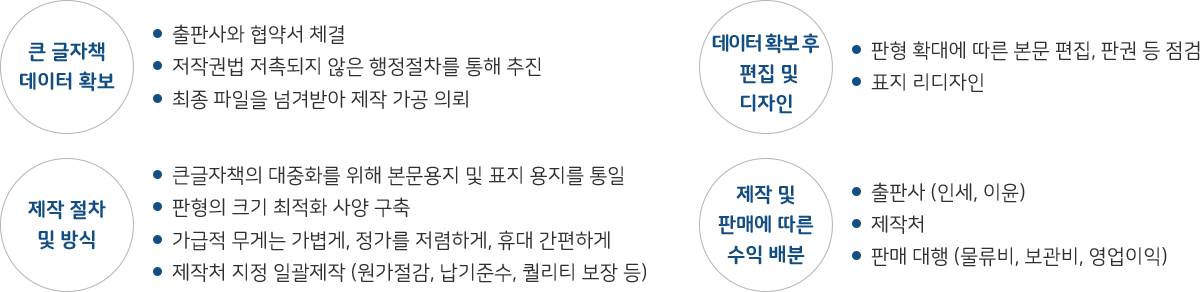 큰 글자책
데이터 확보
출판사와 협약서 체결
저작권법 저촉되지 않은 행정절차를 통해 추진
최종 파일을 넘겨받아 제작 가공 의뢰
데이터 확보 후
편집 및
디자인
판형 확대에 따른 본문 편집, 판권 등 점검
표지 리디자인
제작 절차
및 방식
큰글자책의 대중화를 위해 본문용지 및 표지 용지를 통일
판형의 크기 최적화 사양 구축
가급적 무게는 가볍게, 정가를 저렴하게, 휴대 간편하게
제작처 지정 일괄제작 (원가절감, 납기준수, 퀄리티 보장 등)
제작 및
판매에 따른
수익 배분
출판사 (인세, 이윤)
제작처
판매 대행 (물류비, 보관비, 영업이익)